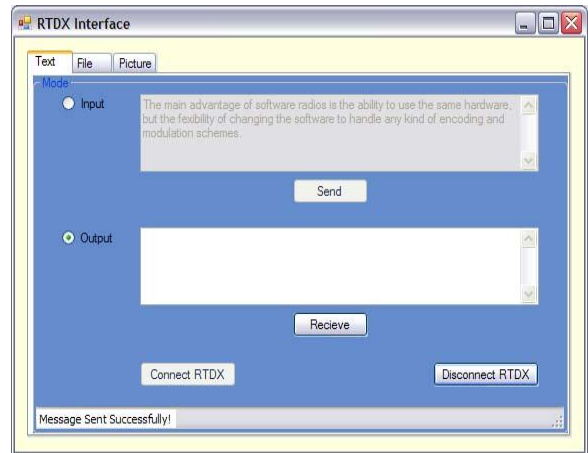 RTDX Interface
Text File Picture
Mode
Input
The main advantage of software radios is the ability to use the same hardware,
but the fexibility of changing the software to handle any kind of encoding and
modulation schemes.
Send
Output
Recieve
Connect RTDX Disconnect RTDX
Message Sent Successfully!